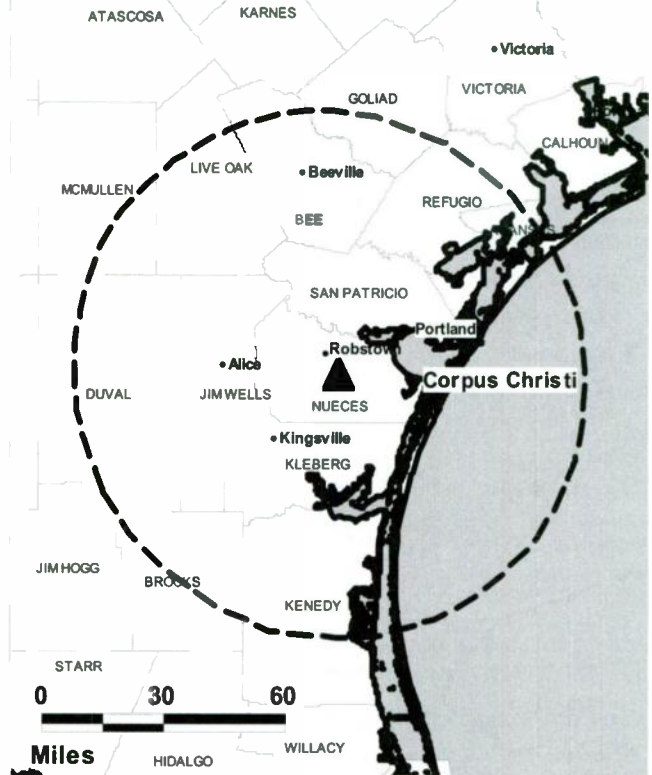 ATASCOSA
KARNES
Victoria
VICTORIA
GOLIAD
CALHOUN
LIVE OAK
Beeville
MCMULLEN
REFUGIO
BEE
SAN PATRICIO
Portland
Robstown
Alice
Corpus Christi
DUVAL
JIM WELLS
NUECES
Kingsville
KLEBERG
JIM HOGG
BROOKS
KENEDY
STARR
0 30 60
Miles
WILLACY
HIDALGO